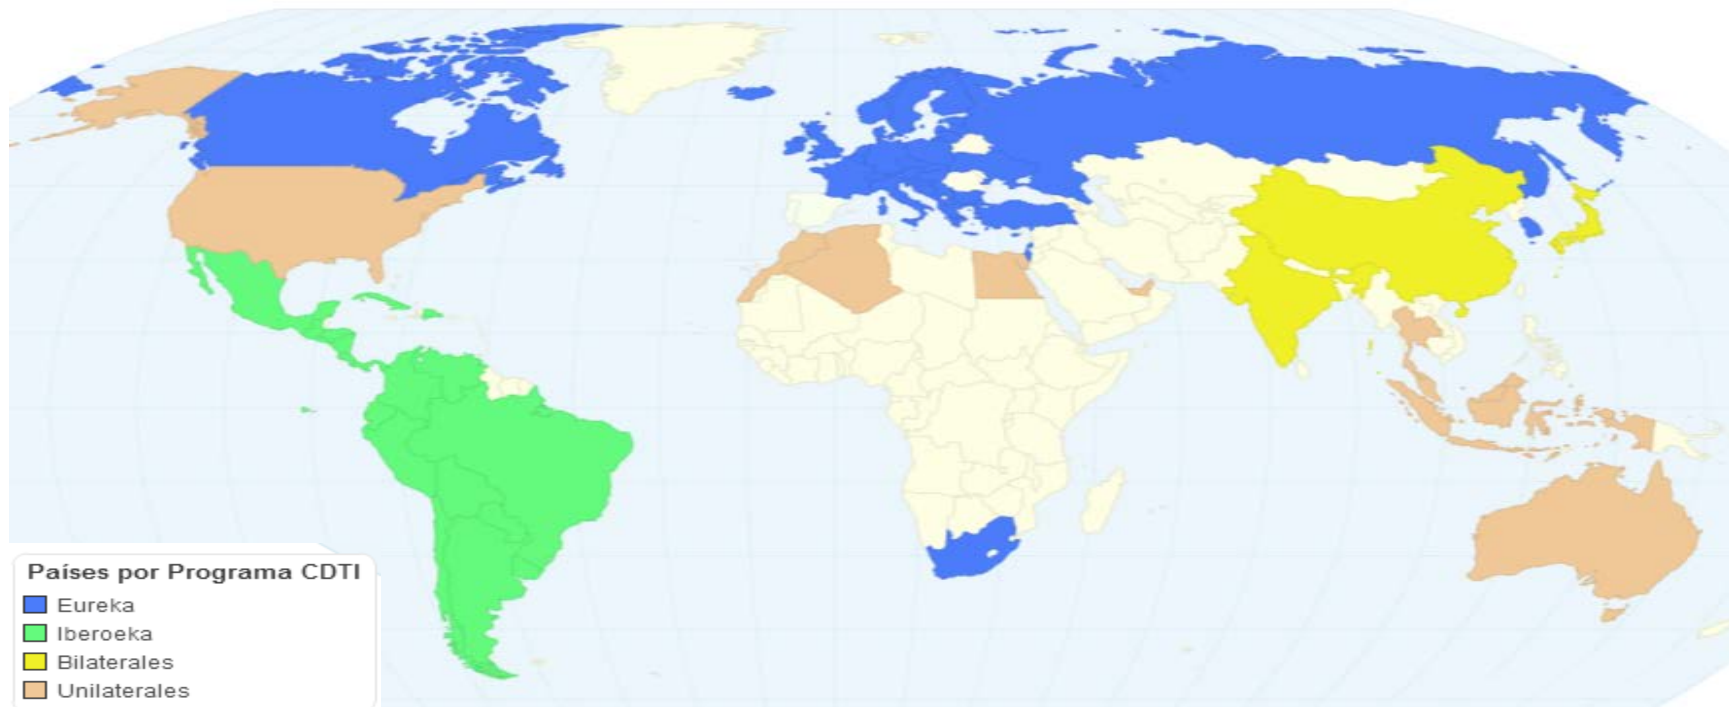 Países por Programa CDTI
Eureka
Iberoeka
Bilaterales
Unilaterales